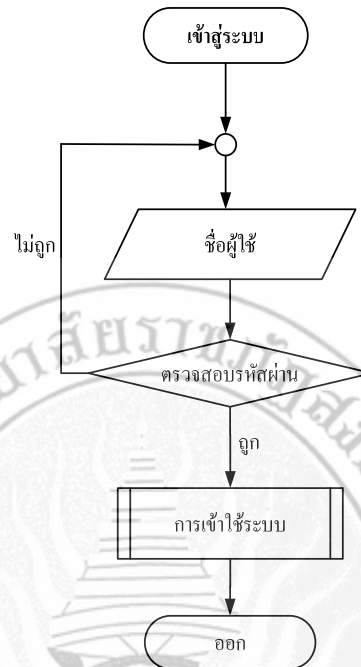 เข้าสู่ระบบ
ไม่ถูก
ชื่อผู้ใช้
ตรวจสอบรหัสผ่าน
ถูก
การเข้าใช้ระบบ
ออก